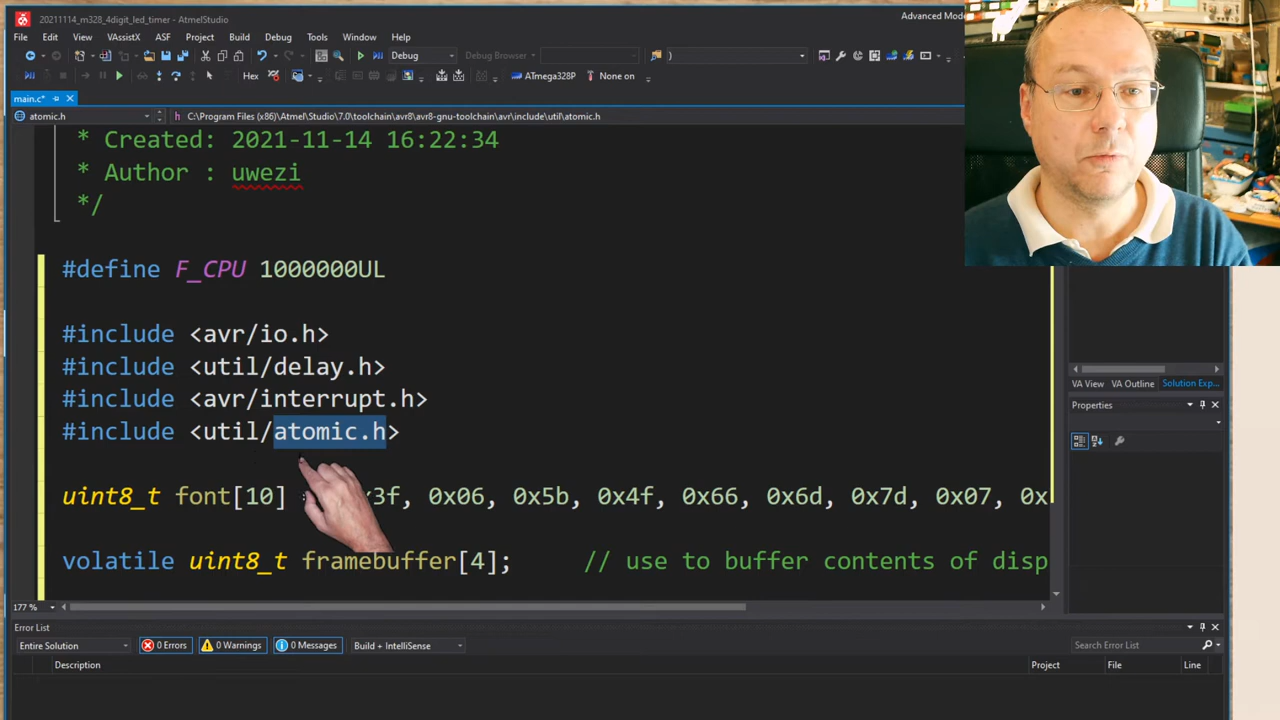 20211114_m328_4digit_led_timer - AtmelStudio
Advanced Mod
File Edit View VAssistX ASF Project Build Debug Tools Window Help
Debug Debug Browser )
Hex ATmega328P None on
main.c*
atomic.h C:\Program Files (x86)\Atmel\Studio\7.0\toolchain\avr8\avr8-gnu-toolchain\avr\include\util\atomic.h
* Created: 2021-11-14 16:22:34
* Author : uwezi
*/
#define F_CPU 1000000UL
#include <avr/io.h>
#include <util/delay.h>
#include <avr/interrupt.h>
#include <util/atomic.h>
uint8_t font[10] x3f, 0x06, 0x5b, 0x4f, 0x66, 0x6d, 0x7d, 0x07, 0x
volatile uint8_t framebuffer[4]; // use to buffer contents of disp
VA View VA Outline Solution Exp...
Properties
177 %
Error List
Entire Solution 0 Errors 0 Warnings 0 Messages Build + IntelliSense Search Error List
Description Project File Line